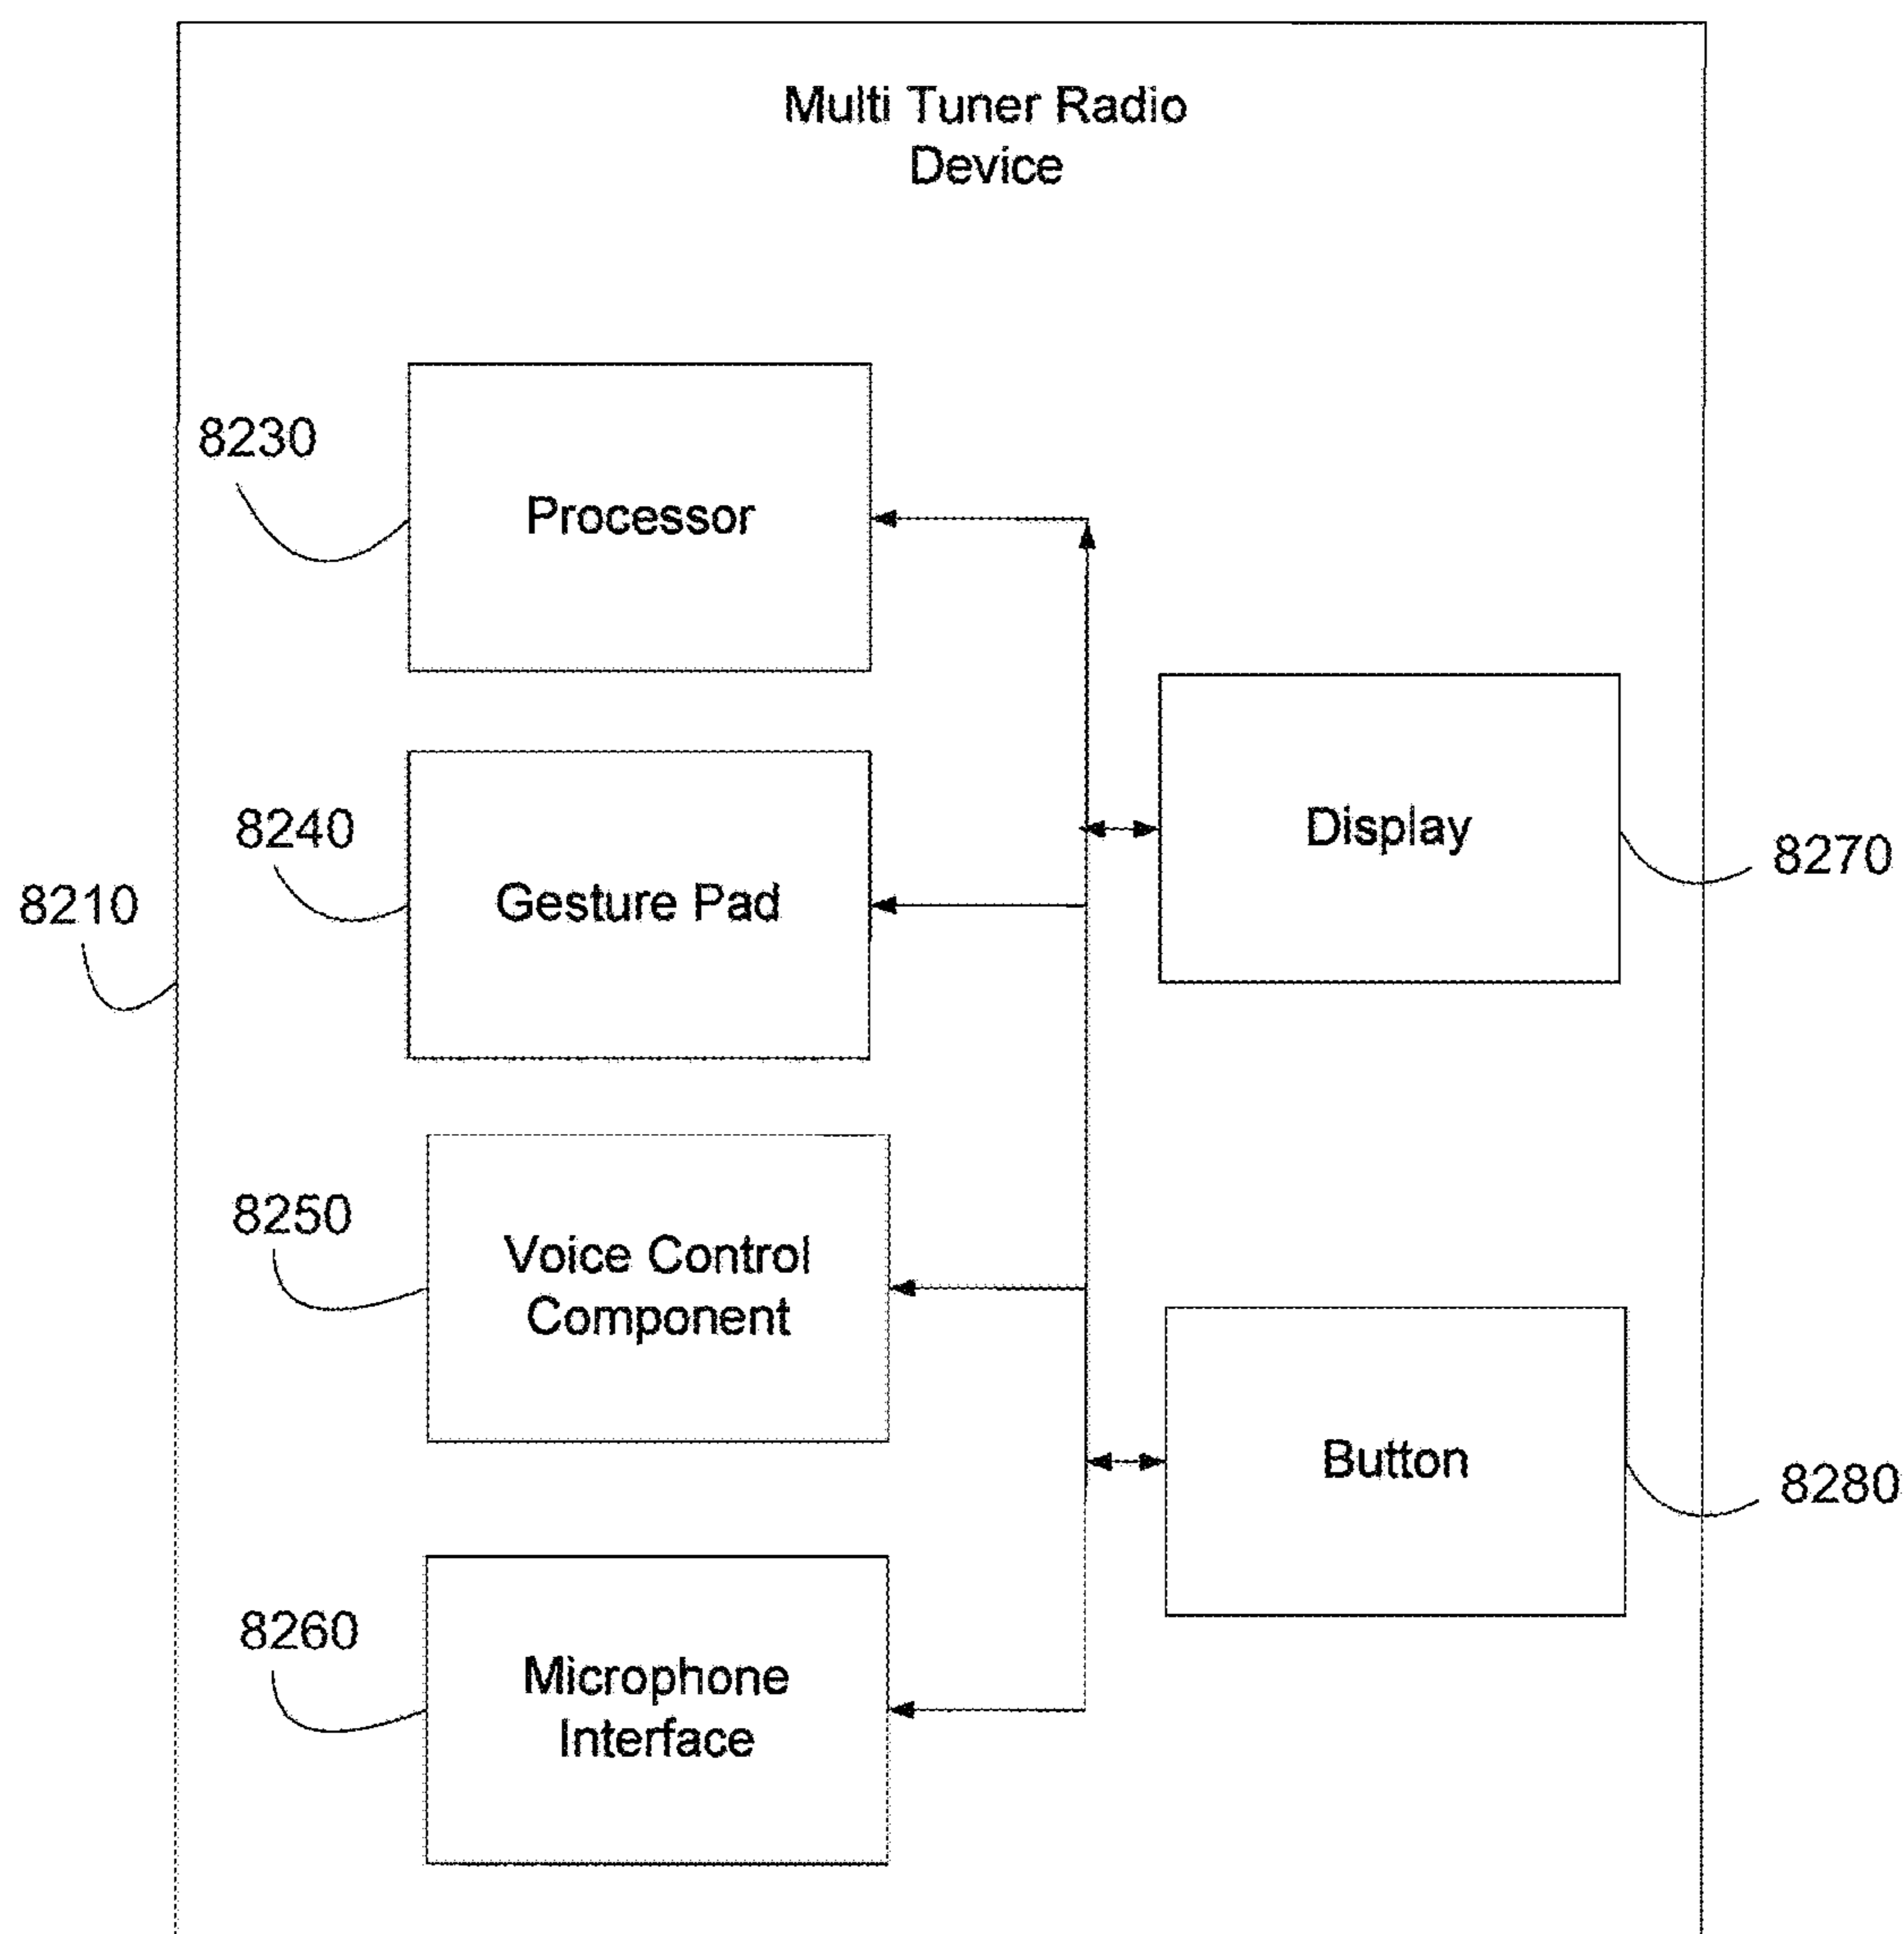 Multi Tuner Radio
Device
8230
Processor
8240
Gesture Pad
Display
8270
8210
8250
Voice Control
Component
Button
8280
8260
Microphone
Interface